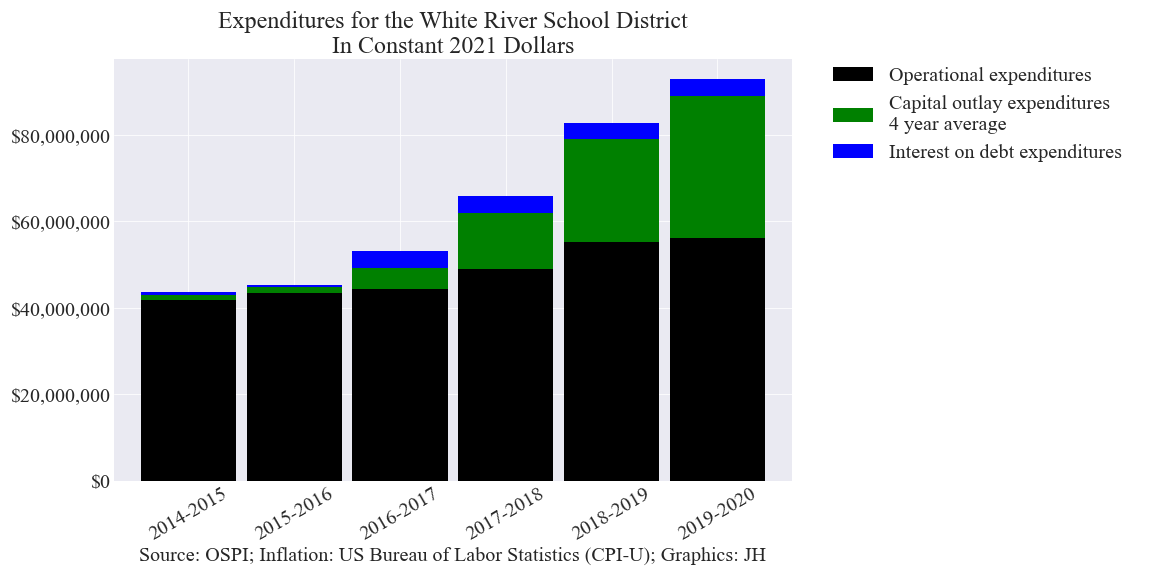 Expenditures for the White River School District
In Constant 2021 Dollars
Operational expenditures
Capital outlay expenditures
4 year average
Interest on debt expenditures
$80,000,000
$60,000,000
$40,000,000
$20,000,000
$0
2014-2015
2015-2016
2016-2017
2017-2018
2018-2019
2019-2020
Source: OSPI; Inflation: US Bureau of Labor Statistics (CPI-U); Graphics: JH